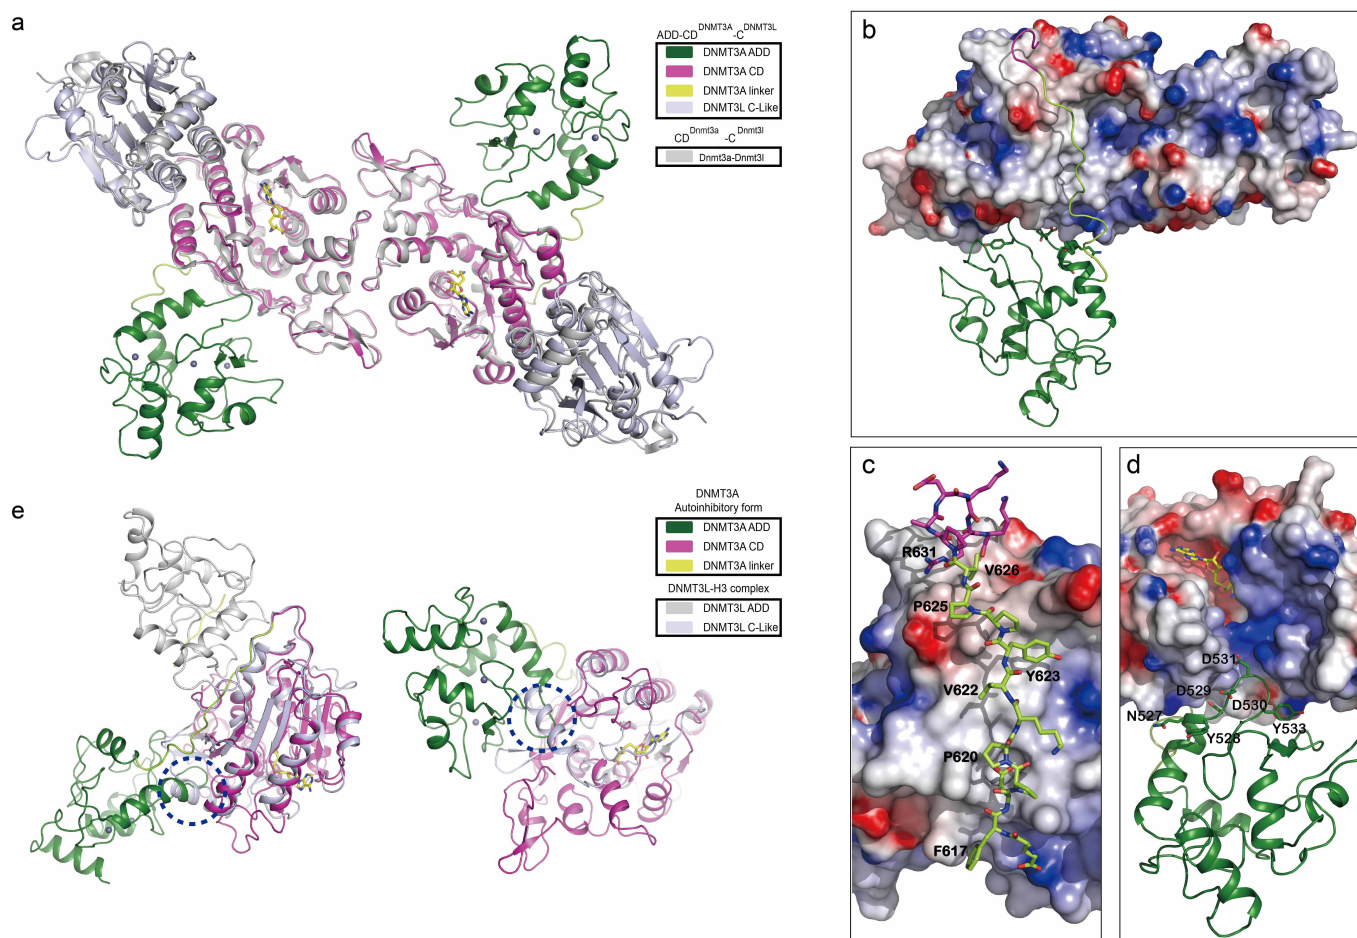 a
ADD-CD^DNMT3A -C^DNMT3L
DNMT3A ADD
DNMT3A CD
DNMT3A linker
DNMT3L C-Like
CD^Dnmt3a -C^Dnmt3l
Dnmt3a-Dnmt3l
b
c
R631
V626
P625
Y623
V622
P620
F617
d
D531
D529
D530
N527
Y528
Y533
e
DNMT3A
Autoinhibitory form
DNMT3A ADD
DNMT3A CD
DNMT3A linker
DNMT3L-H3 complex
DNMT3L ADD
DNMT3L C-Like